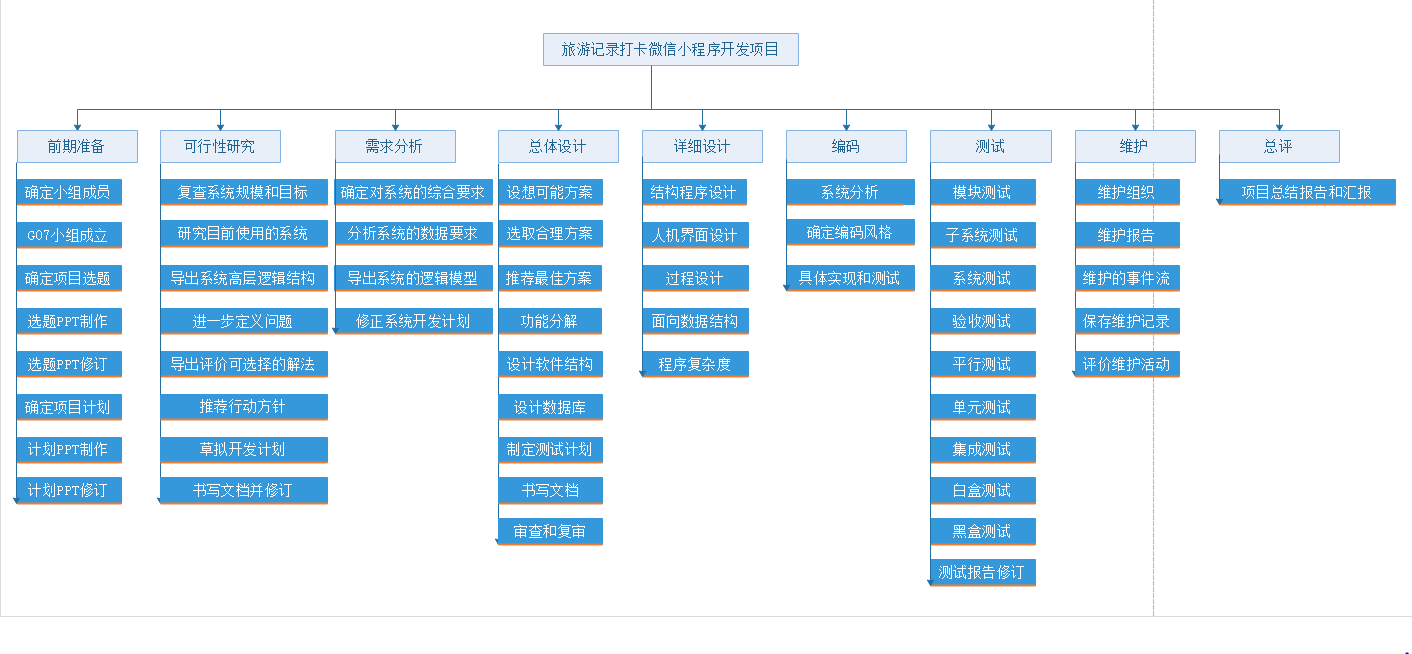 旅游记录打卡微信小程序开发项目
前期准备
确定小组成员
G07小组成立
确定项目选题
选题PPT制作
选题PPT修订
确定项目计划
计划PPT制作
计划PPT修订
可行性研究
复查系统规模和目标
研究目前使用的系统
导出系统高层逻辑结构
进一步定义问题
导出评价可选择的解法
推荐行动方针
草拟开发计划
书写文档并修订
需求分析
确定对系统的综合要求
分析系统的数据要求
导出系统的逻辑模型
修正系统开发计划
总体设计
设想可能方案
选取合理方案
推荐最佳方案
功能分解
设计软件结构
设计数据库
制定测试计划
书写文档
审查和复审
详细设计
结构程序设计
人机界面设计
过程设计
面向数据结构
程序复杂度
编码
系统分析
确定编码风格
具体实现和测试
测试
模块测试
子系统测试
系统测试
验收测试
平行测试
单元测试
集成测试
白盒测试
黑盒测试
测试报告修订
维护
维护组织
维护报告
维护的事件流
保存维护记录
评价维护活动
总评
项目总结报告和汇报